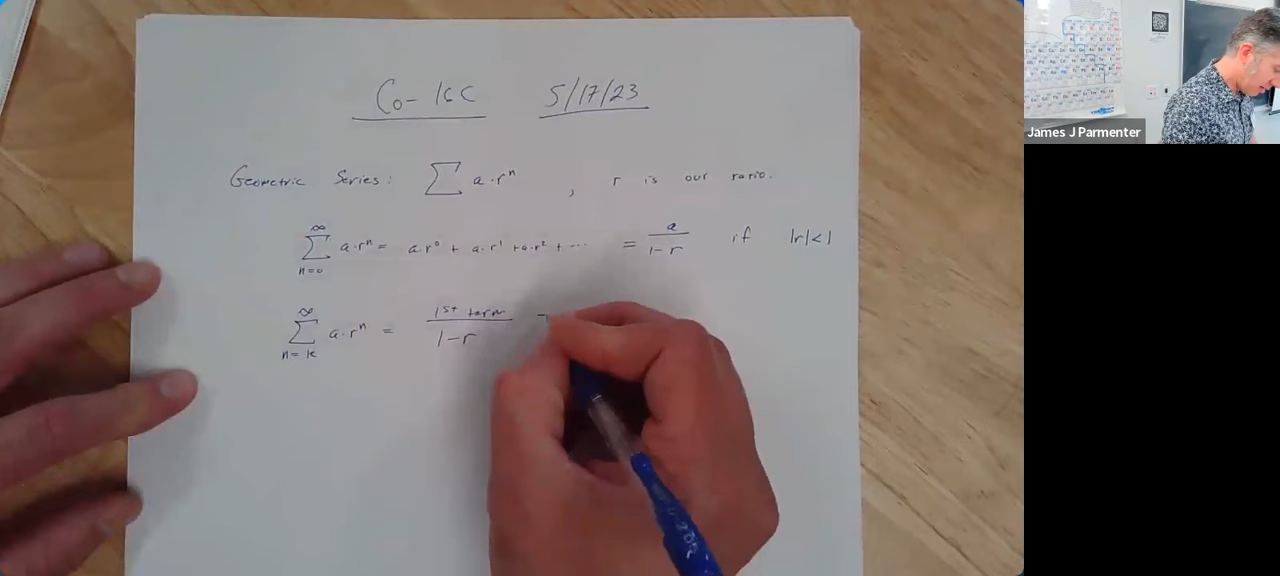 Co-16C 5/17/23
Geometric Series: ∑ a·rⁿ , r is our ratio.
∞
∑ a·rⁿ = a·r⁰ + a·r¹ + a·r² + ··· = a/(1-r) if |r|<1
n=0
∞
∑ a·rⁿ = 1st term/(1-r)
n=k
James J Parmenter